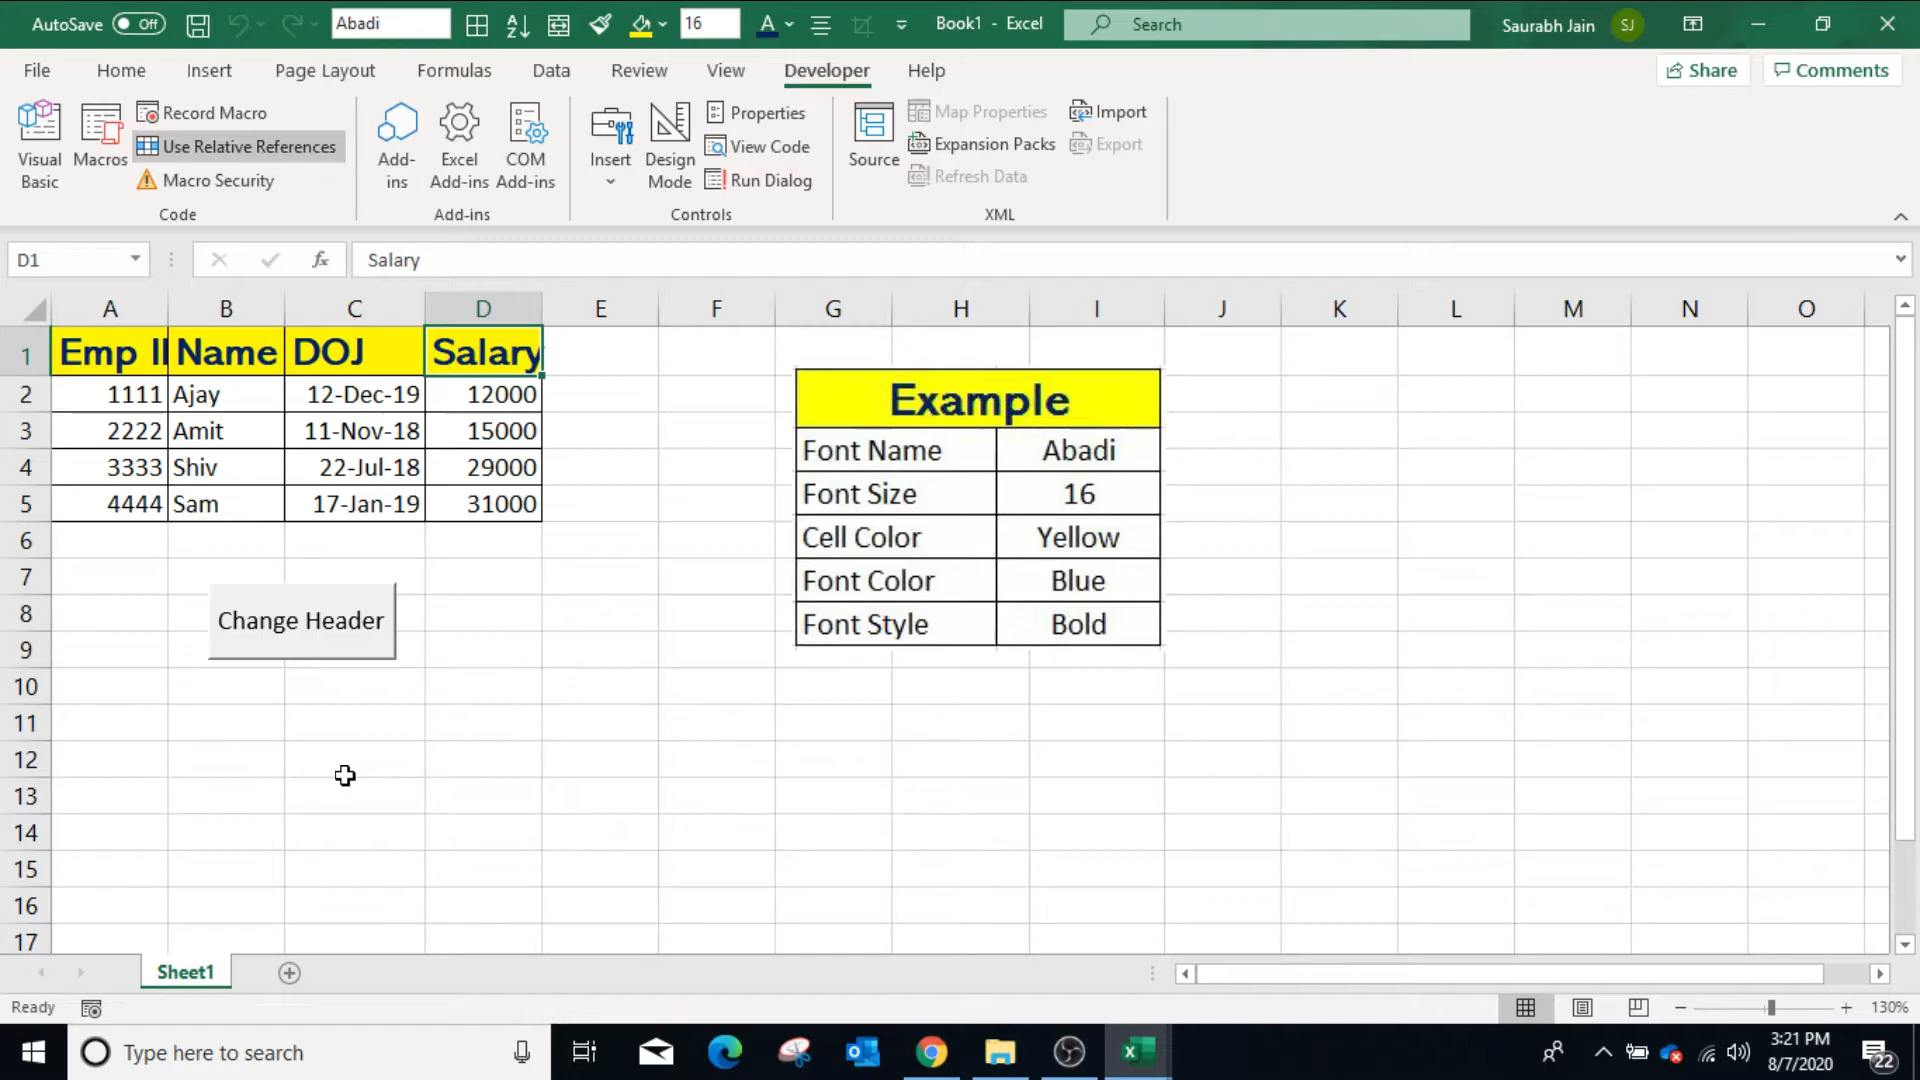 AutoSave Off Abadi 16 A Book1 - Excel Search Saurabh Jain SJ
File Home Insert Page Layout Formulas Data Review View Developer Help Share Comments
Visual Basic
Macros
Record Macro
Use Relative References
Macro Security
Code
Add-ins
Excel Add-ins
COM Add-ins
Add-ins
Insert
Design Mode
Properties
View Code
Run Dialog
Controls
Source
Map Properties
Expansion Packs
Refresh Data
Import
Export
XML
D1 fx Salary
A B C D E F G H I J K L M N O
1 Emp I Name DOJ Salary
2 1111 Ajay 12-Dec-19 12000
3 2222 Amit 11-Nov-18 15000
4 3333 Shiv 22-Jul-18 29000
5 4444 Sam 17-Jan-19 31000
6
7
8
9
10
11
12
13
14
15
16
17
Change Header
Example
Font Name Abadi
Font Size 16
Cell Color Yellow
Font Color Blue
Font Style Bold
Sheet1
Ready 130%
Type here to search
3:21 PM
8/7/2020
22